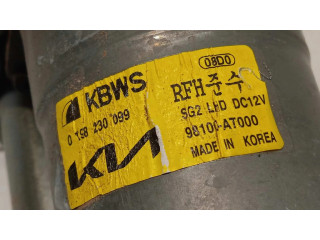 08D0
KBWS
RFH준수
0 158 230 099
SG2 LHD DC12V
KIA
98100-AT000
MADE IN KOREA